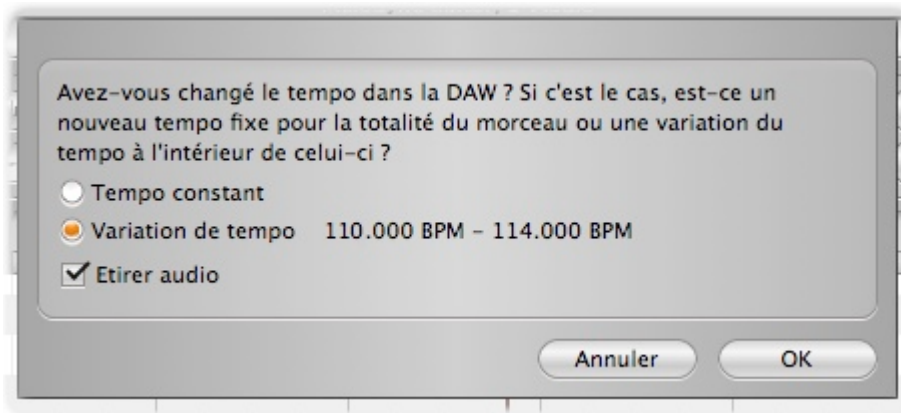 Avez-vous changé le tempo dans la DAW ? Si c'est le cas, est-ce un
nouveau tempo fixe pour la totalité du morceau ou une variation du
tempo à l'intérieur de celui-ci ?
Tempo constant
Variation de tempo 110.000 BPM – 114.000 BPM
Etirer audio
Annuler OK